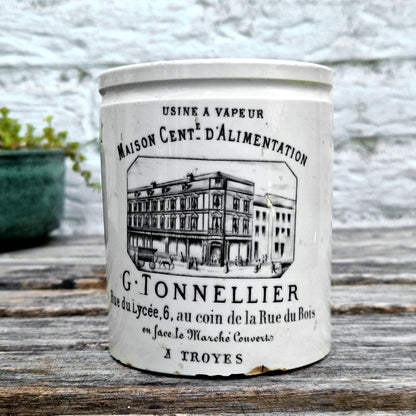 USINE A VAPEUR
MAISON CENT.E D'ALIMENTATION
G. TONNELLIER
Rue du Lycée, 6, au coin de la Rue du Bois
en face le Marché Couvert
A TROYES